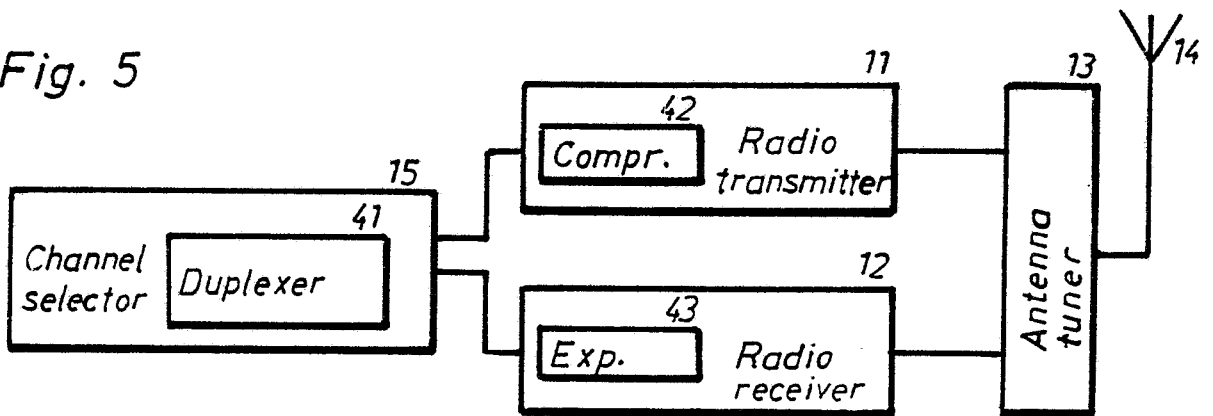 Fig. 5
11
13
14
42
Compr.
Radio
transmitter
15
41
Channel
selector
Duplexer
12
43
Exp.
Radio
receiver
Antenna
tuner